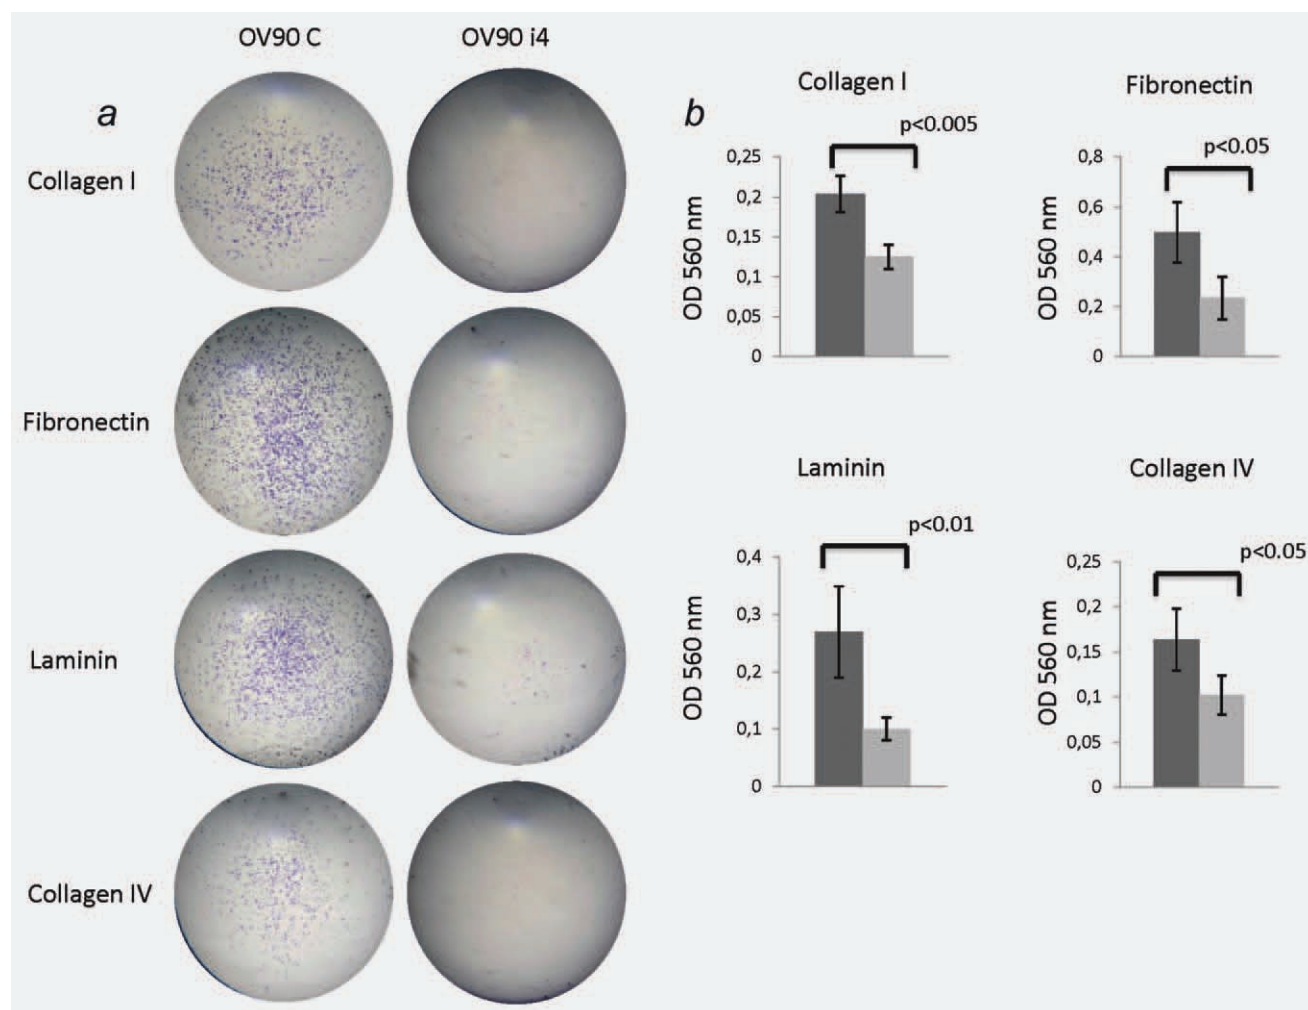 OV90 C
OV90 i4
a
Collagen I
Fibronectin
Laminin
Collagen IV
b
Collagen I
p<0.005
OD 560 nm
0,25
0,2
0,15
0,1
0,05
0
Fibronectin
p<0.05
OD 560 nm
0,8
0,6
0,4
0,2
0
Laminin
p<0.01
OD 560 nm
0,4
0,3
0,2
0,1
0
Collagen IV
p<0.05
OD 560 nm
0,25
0,2
0,15
0,1
0,05
0